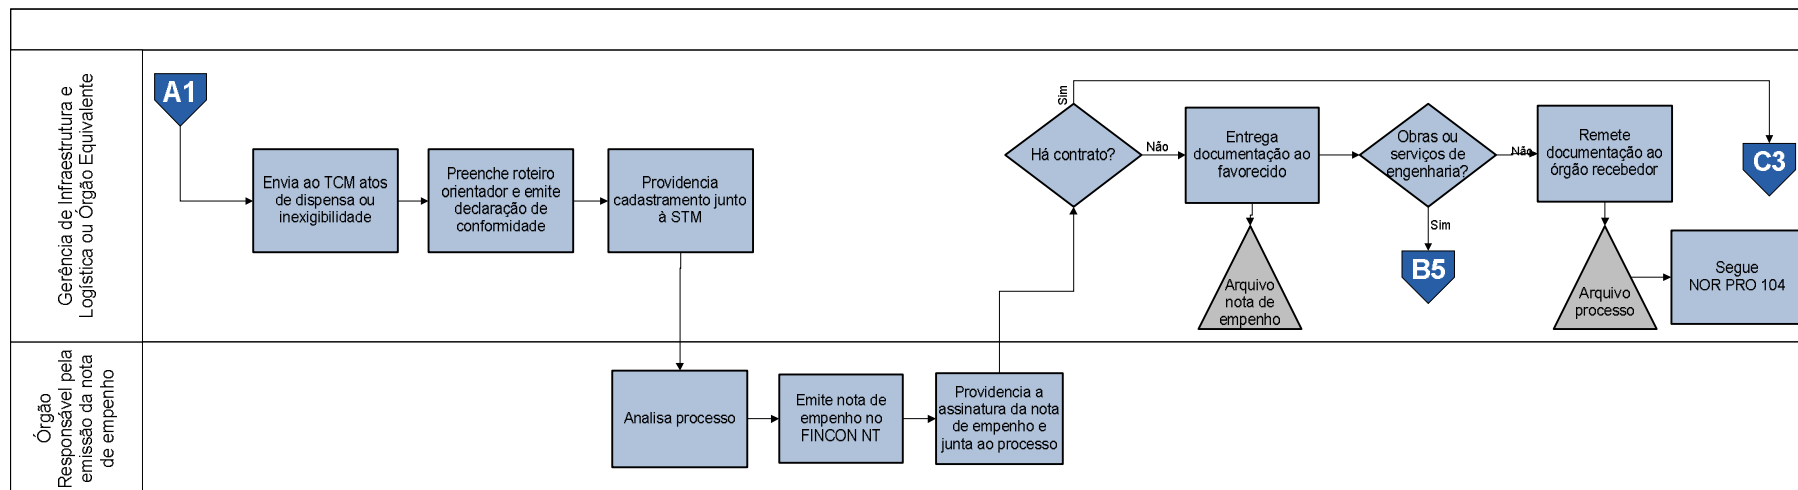 Gerência de Infraestrutura e
Logística ou Órgão Equivalente
A1
Envia ao TCM atos
de dispensa ou
inexigibilidade
Preenche roteiro
orientador e emite
declaração de
conformidade
Providencia
cadastramento junto
à STM
Há contrato?
Sim
Não
Entrega
documentação ao
favorecido
Arquivo
nota de
empenho
Obras ou
serviços de
engenharia?
Sim
B5
Não
Remete
documentação ao
órgão recebedor
Arquivo
processo
Segue
NOR PRO 104
C3
Órgão
Responsável pela
emissão da nota
de empenho
Analisa processo
Emite nota de
empenho no
FINCON NT
Providencia a
assinatura da nota
de empenho e
junta ao processo